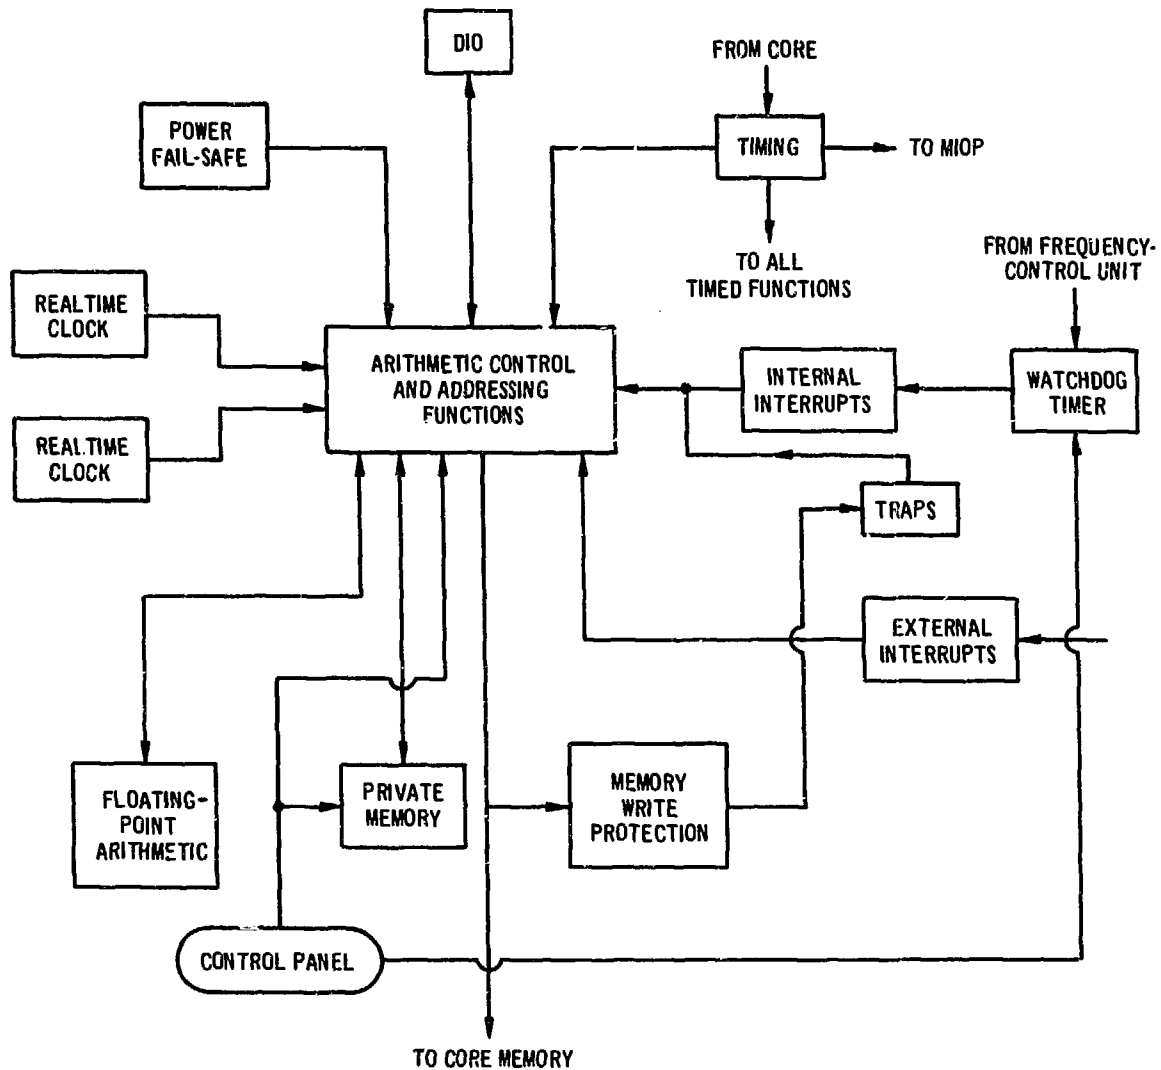 DIO
FROM CORE
POWER
FAIL-SAFE
TIMING
TO MIOP
TO ALL
TIMED FUNCTIONS
FROM FREQUENCY-
CONTROL UNIT
REALTIME
CLOCK
ARITHMETIC CONTROL
AND ADDRESSING
FUNCTIONS
INTERNAL
INTERRUPTS
WATCHDOG
TIMER
REALTIME
CLOCK
TRAPS
EXTERNAL
INTERRUPTS
FLOATING-
POINT
ARITHMETIC
PRIVATE
MEMORY
MEMORY
WRITE
PROTECTION
CONTROL PANEL
TO CORE MEMORY